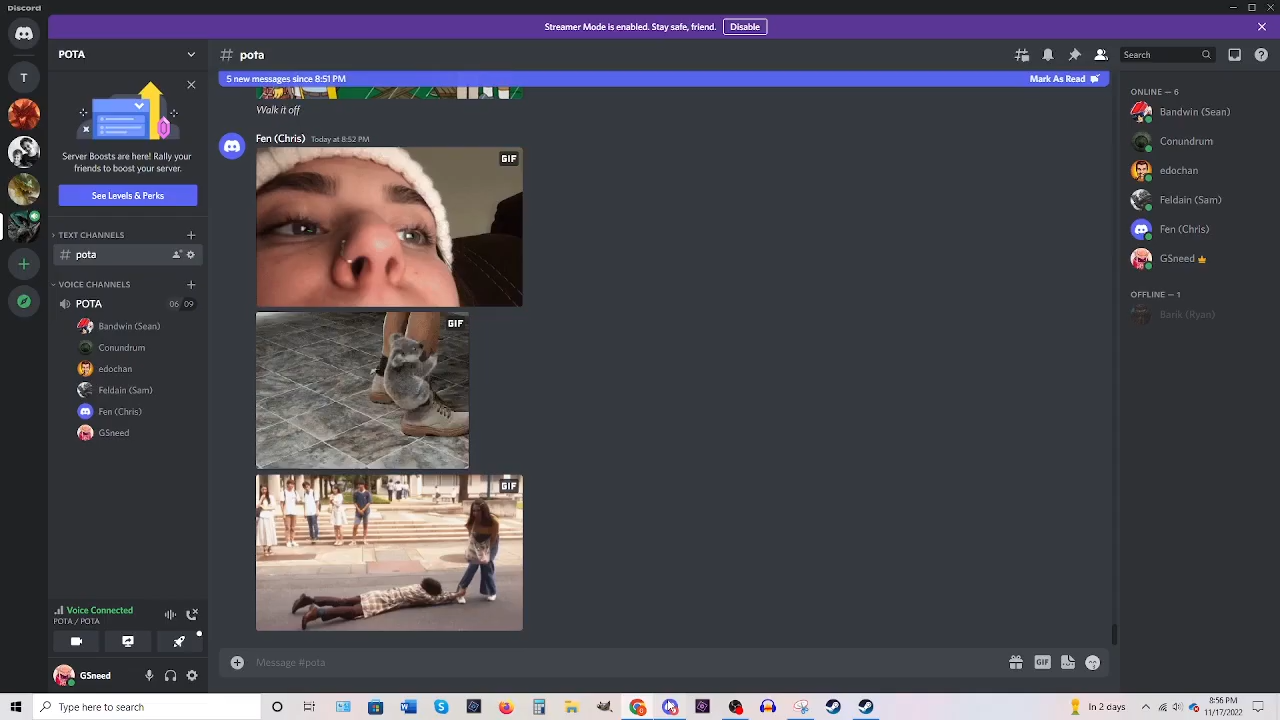 Discord
Streamer Mode is enabled. Stay safe, friend.
Disable
POTA
# pota
Search
5 new messages since 8:51 PM
Mark As Read
T
Server Boosts are here! Rally your
friends to boost your server.
See Levels & Perks
TEXT CHANNELS
# pota
VOICE CHANNELS
POTA
06 09
Bandwin (Sean)
Conundrum
edochan
Feldain (Sam)
Fen (Chris)
GSneed
Voice Connected
POTA / POTA
GSneed
Walk it off
Fen (Chris) Today at 8:52 PM
GIF
GIF
GIF
Message #pota
GIF
ONLINE — 6
Bandwin (Sean)
Conundrum
edochan
Feldain (Sam)
Fen (Chris)
GSneed
OFFLINE — 1
Barik (Ryan)
Type here to search
In 2 days
8:56 PM
11/17/2022